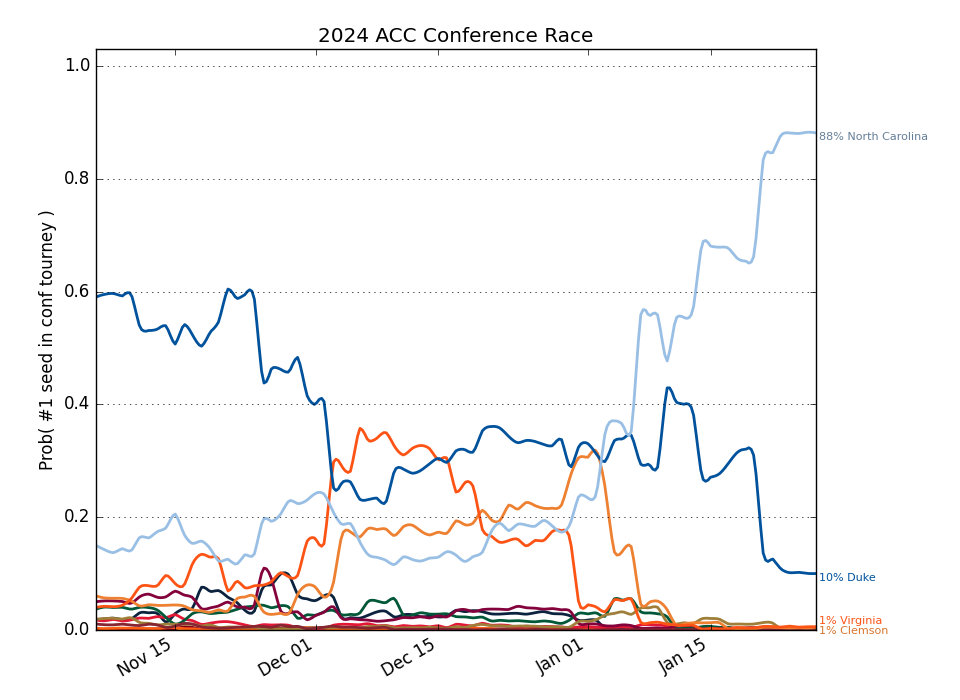 2024 ACC Conference Race
Prob( #1 seed in conf tourney )
1.0
0.8
0.6
0.4
0.2
0.0
Nov 15
Dec 01
Dec 15
Jan 01
Jan 15
88% North Carolina
10% Duke
1% Virginia
1% Clemson